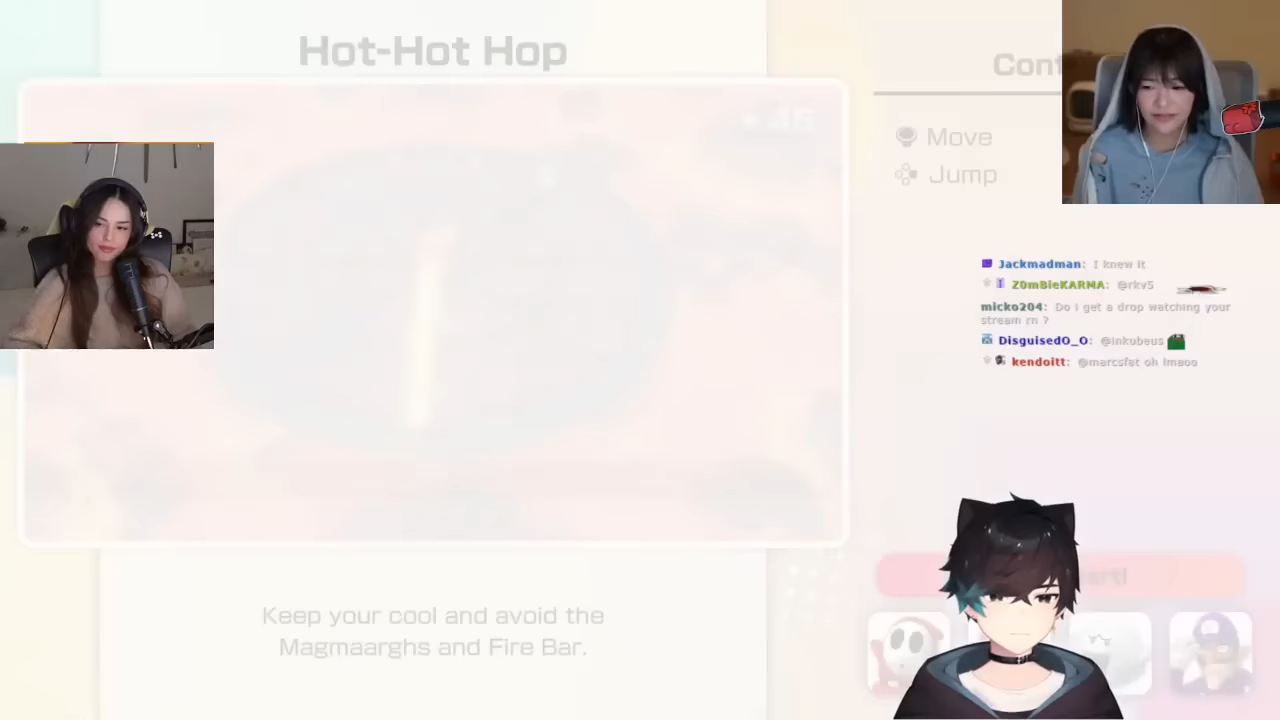 Hot-Hot Hop
Move
Jump
Jackmadman: I knew it
Z0mBleKARMA: @rkv5
micko204: Do i get a drop watching your
stream rn ?
DisguisedO_O: @Inkubeus
kendoitt: @marcsfat oh lmaoo
Keep your cool and avoid the
Magmaarghs and Fire Bar.